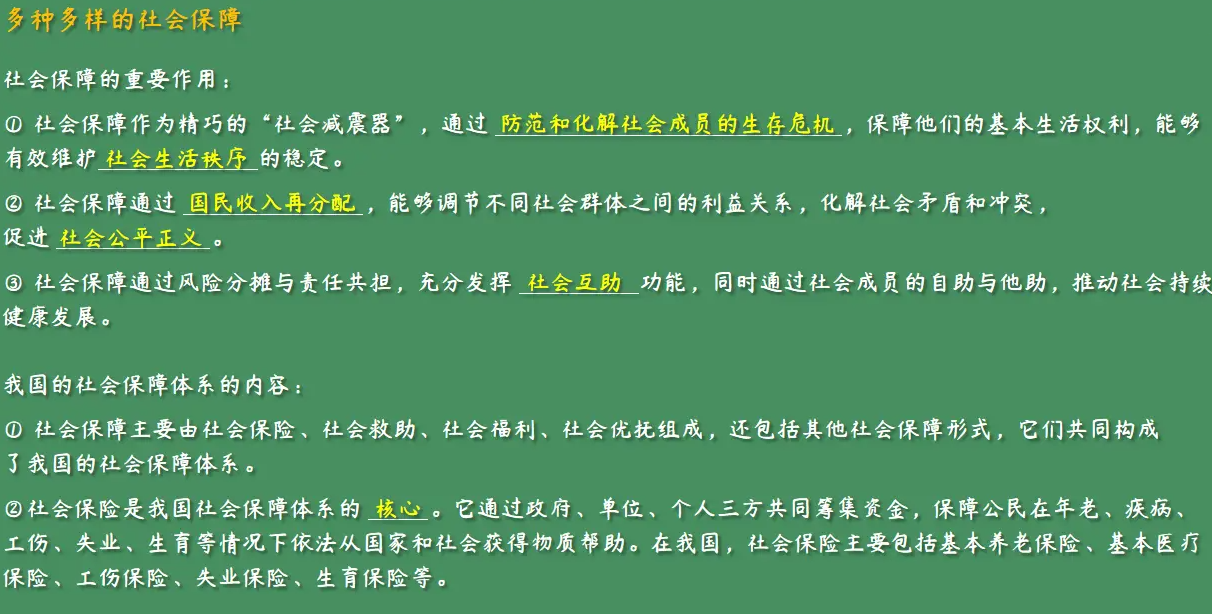 多种多样的社会保障
社会保障的重要作用：
① 社会保障作为精巧的“社会减震器”，通过 防范和化解社会成员的生存危机 ，保障他们的基本生活权利，能够
有效维护 社会生活秩序 的稳定。
② 社会保障通过 国民收入再分配 ，能够调节不同社会群体之间的利益关系，化解社会矛盾和冲突，
促进 社会公平正义 。
③ 社会保障通过风险分摊与责任共担，充分发挥 社会互助 功能，同时通过社会成员的自助与他助，推动社会持续
健康发展。
我国的社会保障体系的内容：
① 社会保障主要由社会保险、社会救助、社会福利、社会优抚组成，还包括其他社会保障形式，它们共同构成
了我国的社会保障体系。
②社会保险是我国社会保障体系的 核心 。它通过政府、单位、个人三方共同筹集资金，保障公民在年老、疾病、
工伤、失业、生育等情况下依法从国家和社会获得物质帮助。在我国，社会保险主要包括基本养老保险、基本医疗
保险、工伤保险、失业保险、生育保险等。